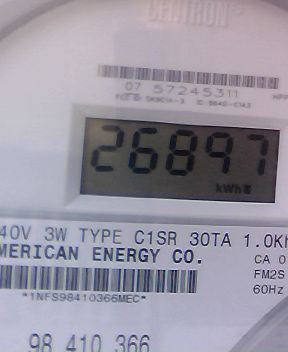 CENTRON®
07 57245311
26897
kWh
40V 3W TYPE C1SR 30TA 1.0Kh
MERICAN ENERGY CO.
CA 0
FM2S
60Hz
*1NFS98410366MEC*
98 410 366